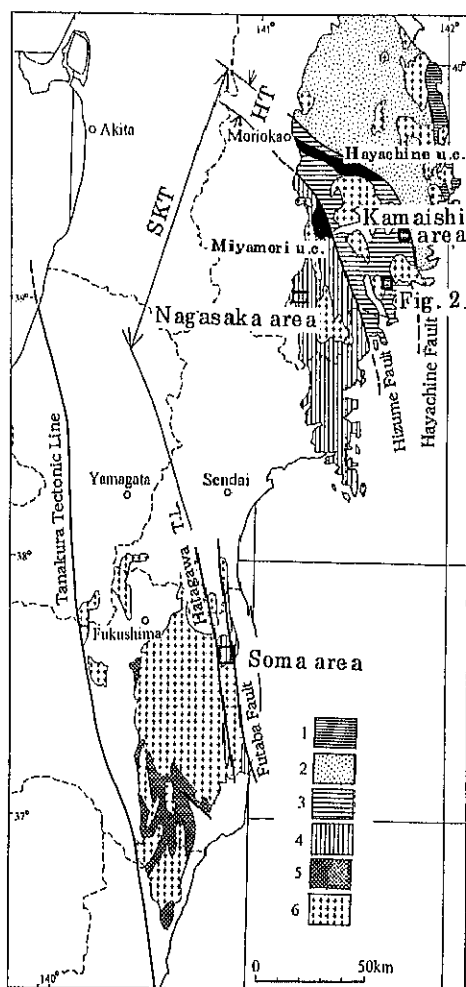 141°
142°
40°
Akita
HT
Morioka
Hayachine u.c.
SKT
Kamaishi
area
Miyamori u.c.
39°
Nagasaka area
Fig. 2.
Hizume Fault
Hayachine Fault
Tanakura Tectonic Line
Yamagata
Sendai
Hatagawa T.L.
38°
Fukushima
Soma area
Futaba Fault
1
2
3
4
5
6
37°
140°
0 50km